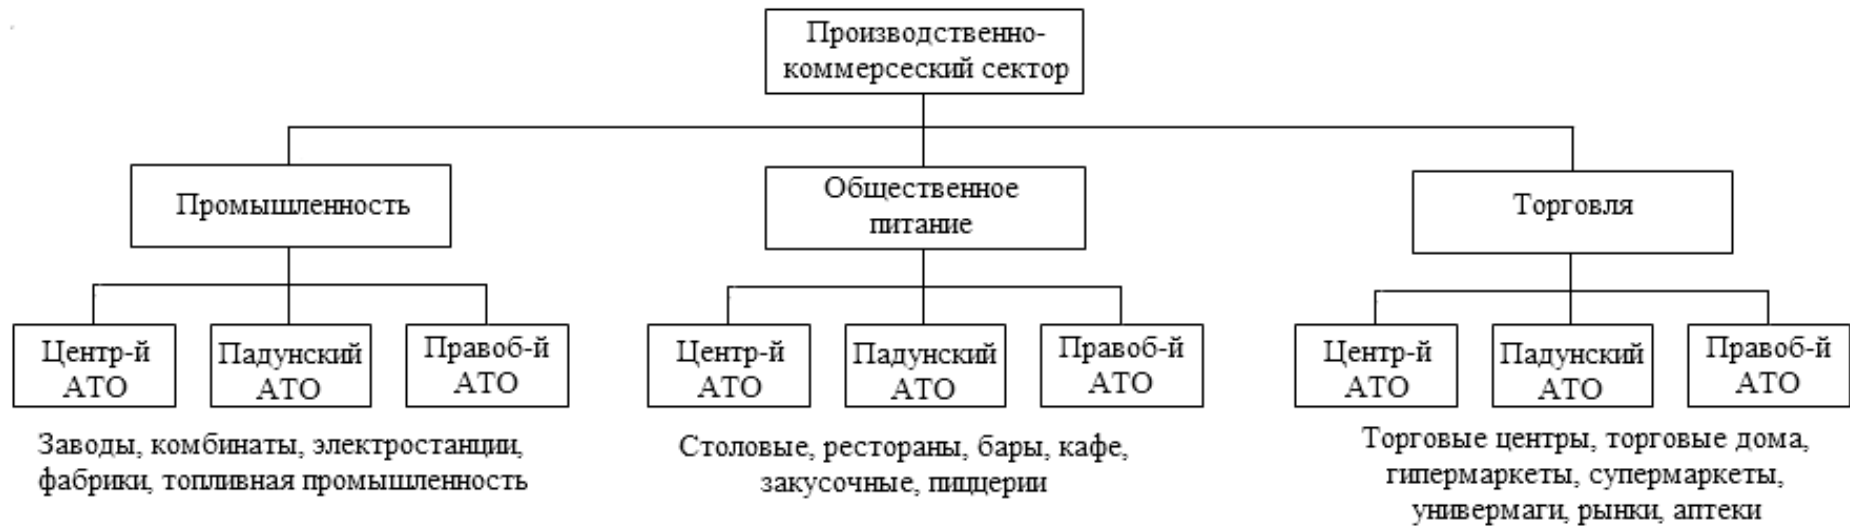 Производственно-
коммерсеский сектор
Промышленность
Общественное
питание
Торговля
Центр-й
АТО
Падунский
АТО
Правоб-й
АТО
Центр-й
АТО
Падунский
АТО
Правоб-й
АТО
Центр-й
АТО
Падунский
АТО
Правоб-й
АТО
Заводы, комбинаты, электростанции,
фабрики, топливная промышленность
Столовые, рестораны, бары, кафе,
закусочные, пиццерии
Торговые центры, торговые дома,
гипермаркеты, супермаркеты,
универмаги, рынки, аптеки